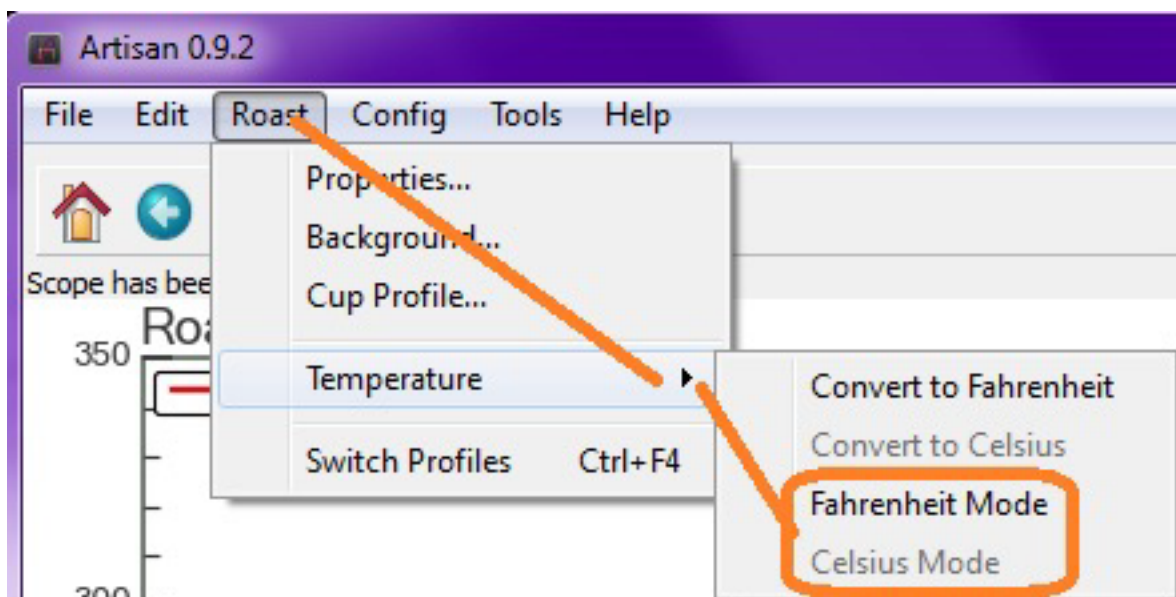 Artisan 0.9.2
File Edit Roast Config Tools Help
Properties...
Background...
Cup Profile...
Temperature
Switch Profiles Ctrl+F4
Convert to Fahrenheit
Convert to Celsius
Fahrenheit Mode
Celsius Mode
Scope has bee
Roa
350
300